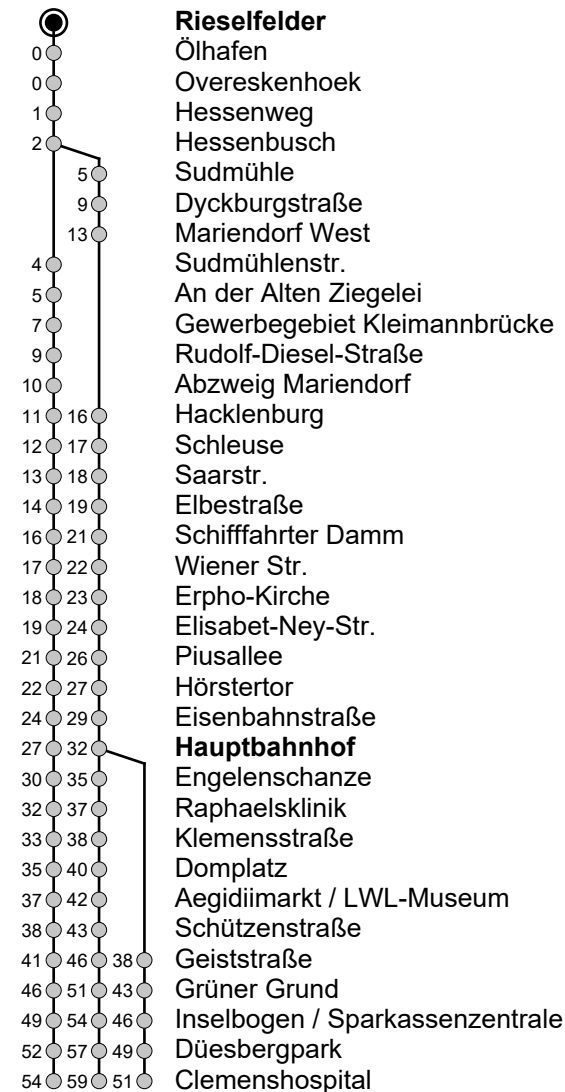 Rieselfelder
0 Ölhafen
0 Overeskenhoek
1 Hessenweg
2 Hessenbusch
5 Sudmühle
9 Dyckburgstraße
13 Mariendorf West
4 Sudmühlenstr.
5 An der Alten Ziegelei
7 Gewerbegebiet Kleimannbrücke
9 Rudolf-Diesel-Straße
10 Abzweig Mariendorf
11 16 Hacklenburg
12 17 Schleuse
13 18 Saarstr.
14 19 Elbestraße
16 21 Schifffahrter Damm
17 22 Wiener Str.
18 23 Erpho-Kirche
19 24 Elisabet-Ney-Str.
21 26 Piusallee
22 27 Hörstertor
24 29 Eisenbahnstraße
27 32 Hauptbahnhof
30 35 Engelenschanze
32 37 Raphaelsklinik
33 38 Klemensstraße
35 40 Domplatz
37 42 Aegidiimarkt / LWL-Museum
38 43 Schützenstraße
41 46 38 Geiststraße
46 51 43 Grüner Grund
49 54 46 Inselbogen / Sparkassenzentrale
52 57 49 Düesbergpark
54 59 51 Clemenshospital